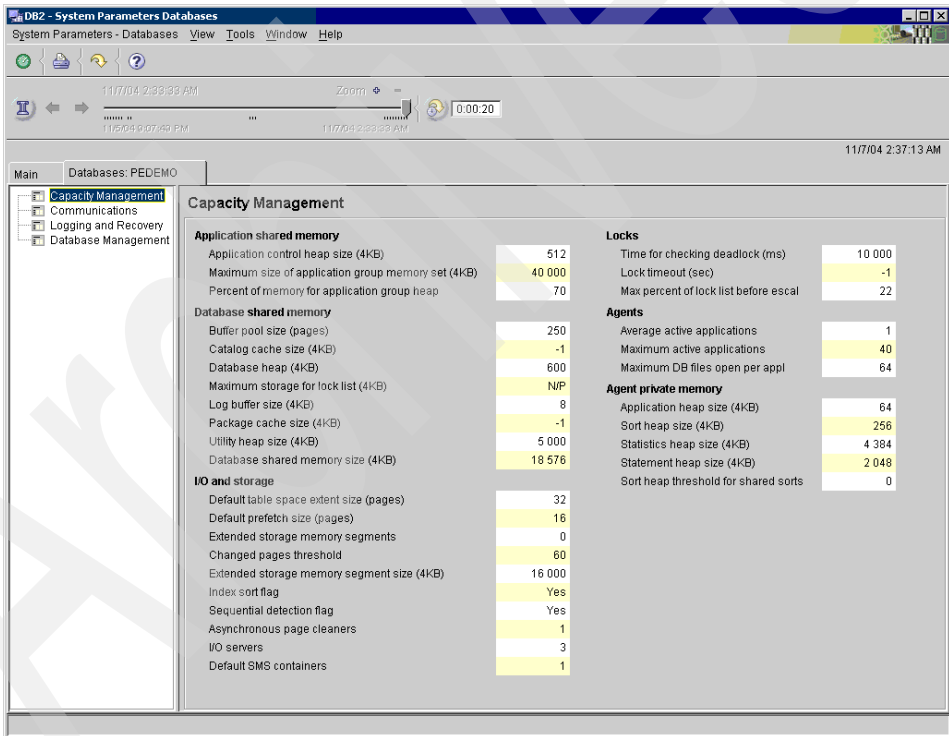 DB2 - System Parameters Databases
System Parameters - Databases View Tools Window Help
11/7/04 2:33:33 AM Zoom
0:00:20
11/5/04 9:07:49 PM 11/7/04 2:33:33 AM
11/7/04 2:37:13 AM
Main Databases: PEDEMO
Capacity Management
Communications
Logging and Recovery
Database Management
Capacity Management
Application shared memory
Application control heap size (4KB) 512
Maximum size of application group memory set (4KB) 40 000
Percent of memory for application group heap 70
Database shared memory
Buffer pool size (pages) 250
Catalog cache size (4KB) -1
Database heap (4KB) 600
Maximum storage for lock list (4KB) N/P
Log buffer size (4KB) 8
Package cache size (4KB) -1
Utility heap size (4KB) 5 000
Database shared memory size (4KB) 18 576
I/O and storage
Default table space extent size (pages) 32
Default prefetch size (pages) 16
Extended storage memory segments 0
Changed pages threshold 60
Extended storage memory segment size (4KB) 16 000
Index sort flag Yes
Sequential detection flag Yes
Asynchronous page cleaners 1
I/O servers 3
Default SMS containers 1
Locks
Time for checking deadlock (ms) 10 000
Lock timeout (sec) -1
Max percent of lock list before escal 22
Agents
Average active applications 1
Maximum active applications 40
Maximum DB files open per appl 64
Agent private memory
Application heap size (4KB) 64
Sort heap size (4KB) 256
Statistics heap size (4KB) 4 384
Statement heap size (4KB) 2 048
Sort heap threshold for shared sorts 0